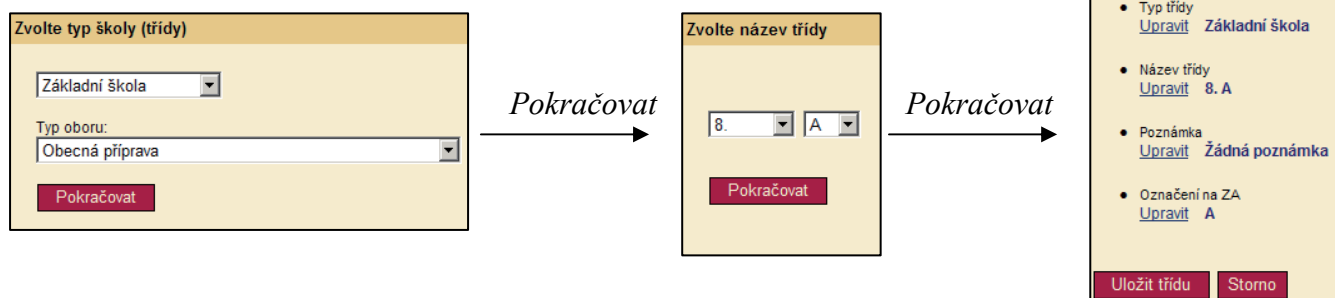 Zvolte typ školy (třídy)
Základní škola
Typ oboru:
Obecná příprava
Pokračovat
Pokračovat
Zvolte název třídy
8. A
Pokračovat
Pokračovat
Typ třídy
Upravit Základní škola
Název třídy
Upravit 8. A
Poznámka
Upravit Žádná poznámka
Označení na ZA
Upravit A
Uložit třídu Storno